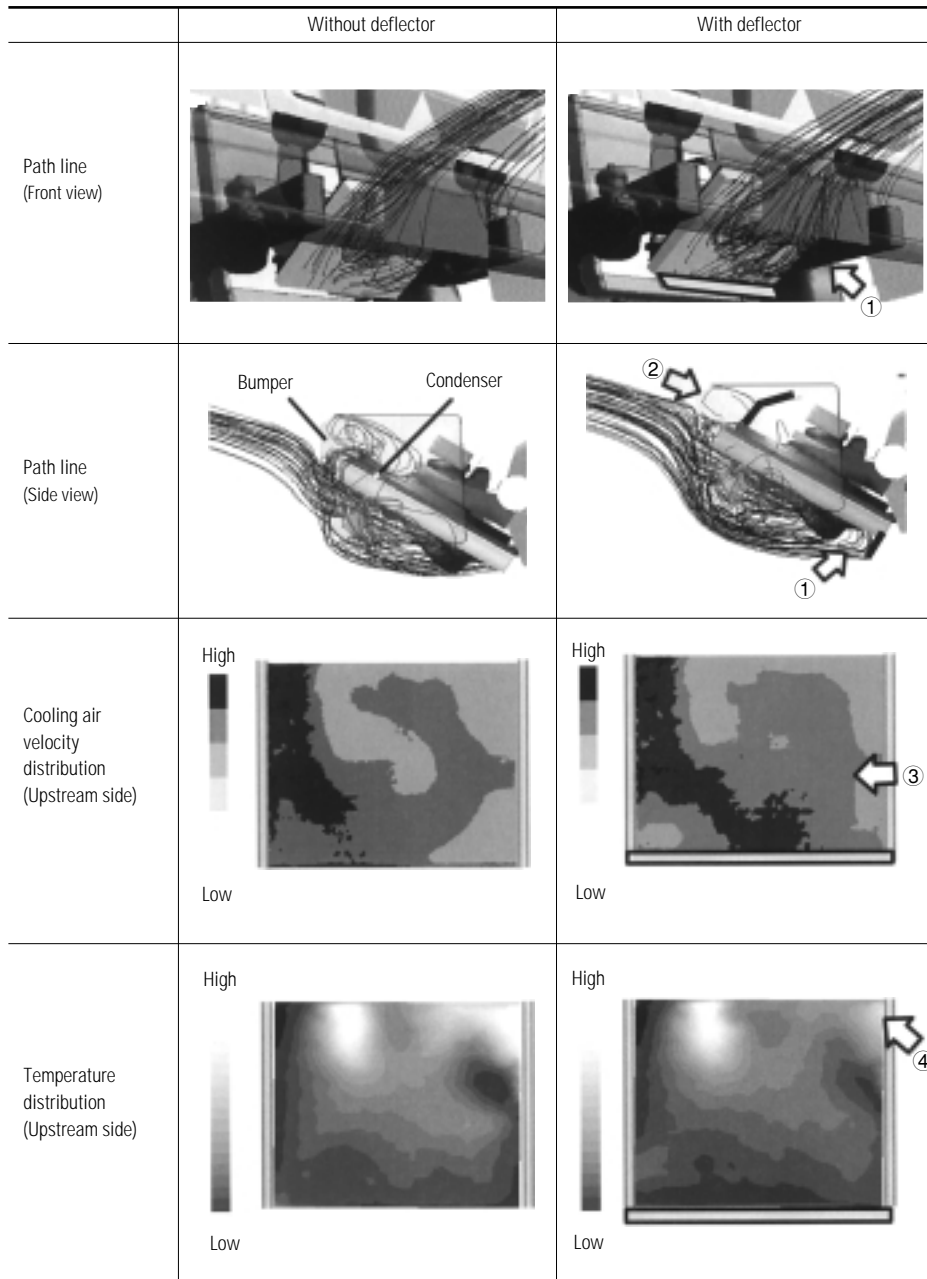 Without deflector
With deflector
Path line
(Front view)
①
Path line
(Side view)
Bumper
Condenser
②
①
Cooling air
velocity
distribution
(Upstream side)
High
Low
High
Low
③
Temperature
distribution
(Upstream side)
High
Low
High
Low
④